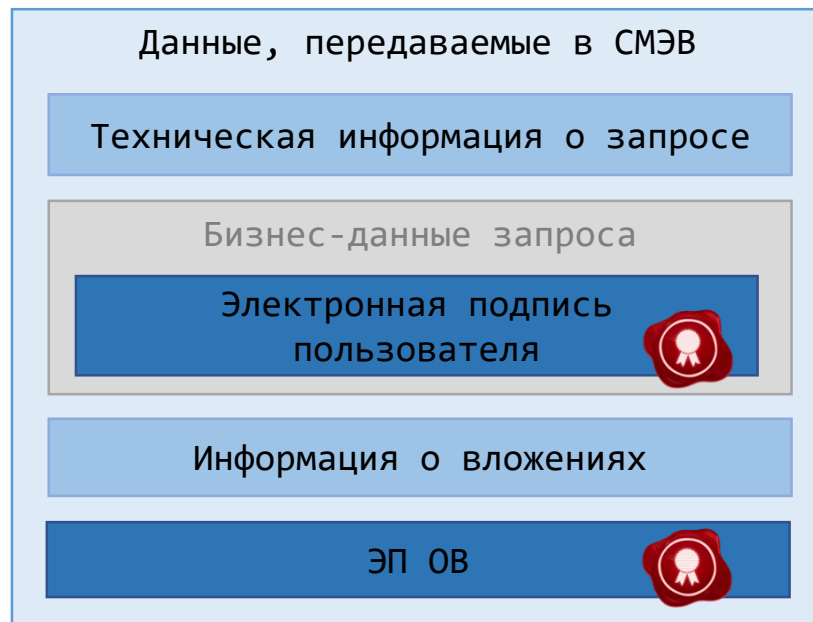 Данные, передаваемые в СМЭВ
Техническая информация о запросе
Бизнес-данные запроса
Электронная подпись
пользователя
Информация о вложениях
ЭП ОВ